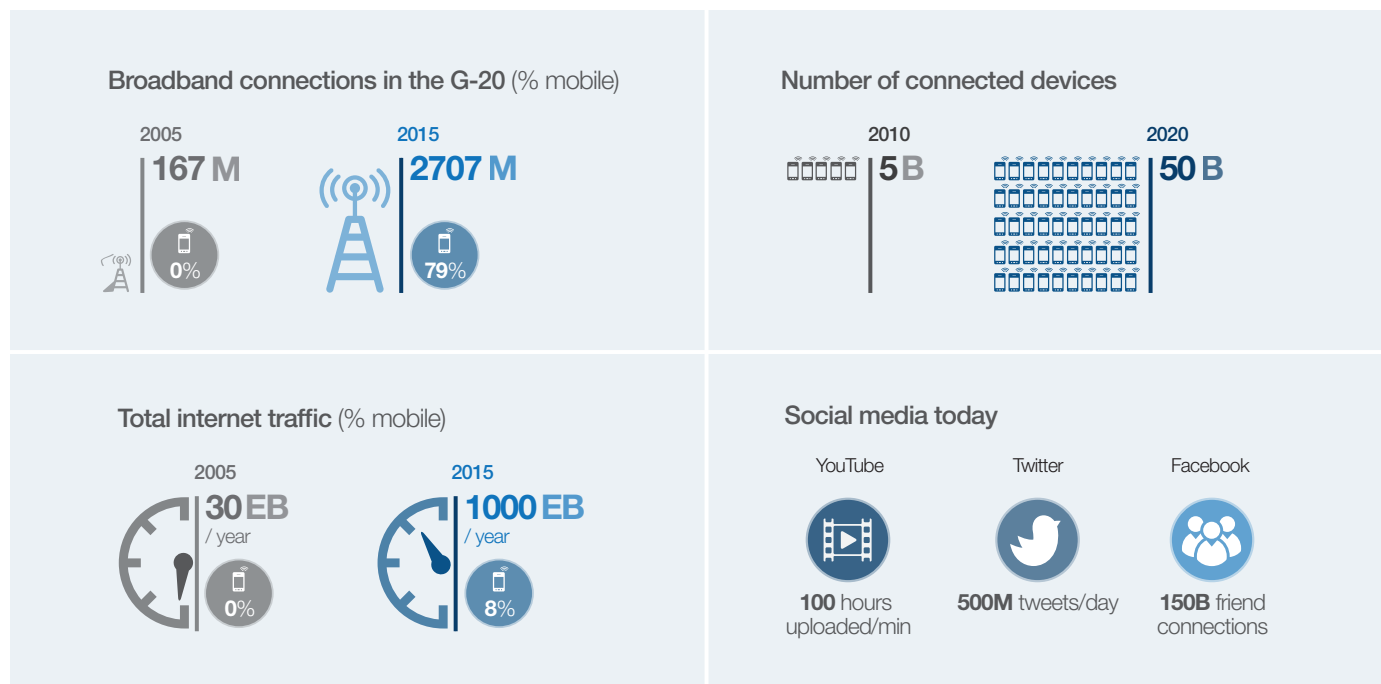 Broadband connections in the G-20 (% mobile)
2005
167 M
0%
2015
2707 M
79%
Number of connected devices
2010
5 B
2020
50 B
Total internet traffic (% mobile)
2005
30 EB
/ year
0%
2015
1000 EB
/ year
8%
Social media today
YouTube
100 hours
uploaded/min
Twitter
500M tweets/day
Facebook
150B friend
connections